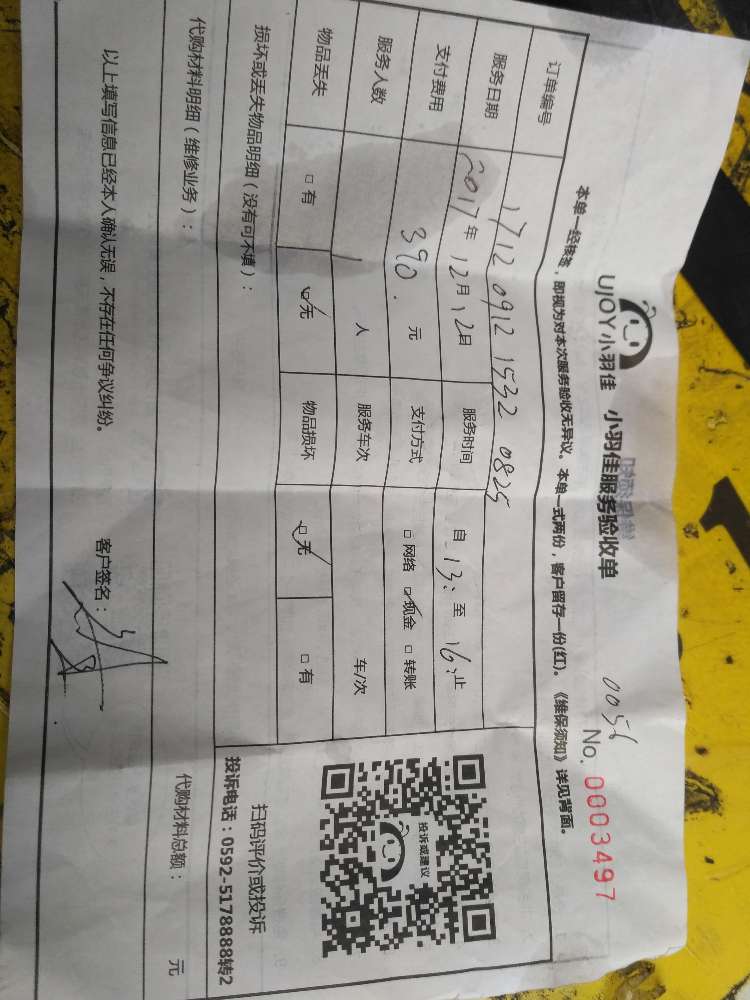 UJOY小羽佳 小羽佳服务验收单
No. 0003497
本单一经签, 即视为对本次服务验收无异议。本单一式两份, 客户留存一份(红)。《维保须知》详见背面。
订单编号 1712 0912 1532 0825
服务日期 2017年 12月 12日 服务时间 自 13: 至 16: 止
支付费用 390. 元 支付方式 □ 网络 ☑ 现金 □ 转账
服务人数 1 人 服务车次 车/次
物品丢失 □ 有 ☑ 无 物品损坏 ☑ 无 □ 有
损坏或丢失物品明细(没有可不填):
代购材料明细(维修业务):
代购材料总额: 元
以上填写信息已经本人确认无误, 不存在任何争议纠纷。
客户签名:
投诉或建议
扫码评价或投诉
投诉电话:0592-5178888转2